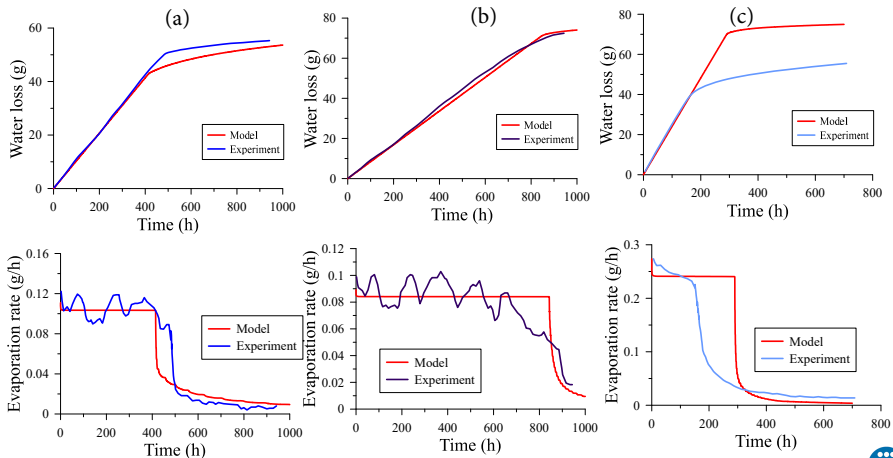 (a)
(b)
(c)
60
40
20
0
Water loss (g)
Model
Experiment
0 200 400 600 800 1000
Time (h)
80
60
40
20
0
Water loss (g)
Model
Experiment
0 200 400 600 800 1000
Time (h)
80
60
40
20
0
Water loss (g)
Model
Experiment
0 200 400 600 800
Time (h)
0.16
0.12
0.08
0.04
0
Evaporation rate (g/h)
Model
Experiment
0 200 400 600 800 1000
Time (h)
0.12
0.1
0.08
0.06
0.04
0.02
0
Evaporation rate (g/h)
Model
Experiment
0 200 400 600 800 1000
Time (h)
0.3
0.2
0.1
0
Evaporation rate (g/h)
Model
Experiment
0 200 400 600 800
Time (h)